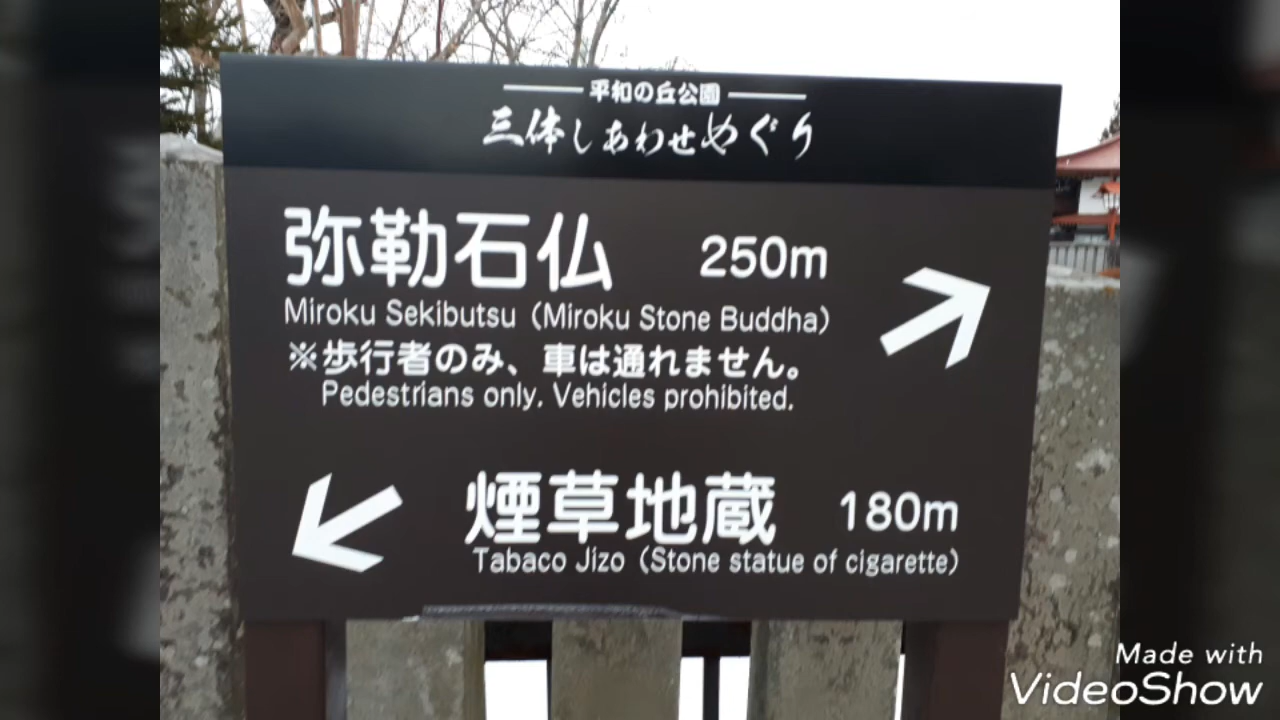 平和の丘公園
三体しあわせめぐり
弥勒石仏 250m
Miroku Sekibutsu (Miroku Stone Buddha)
※歩行者のみ、車は通れません。
Pedestrians only. Vehicles prohibited.
煙草地蔵 180m
Tabaco Jizo (Stone statue of cigarette)
Made with
VideoShow